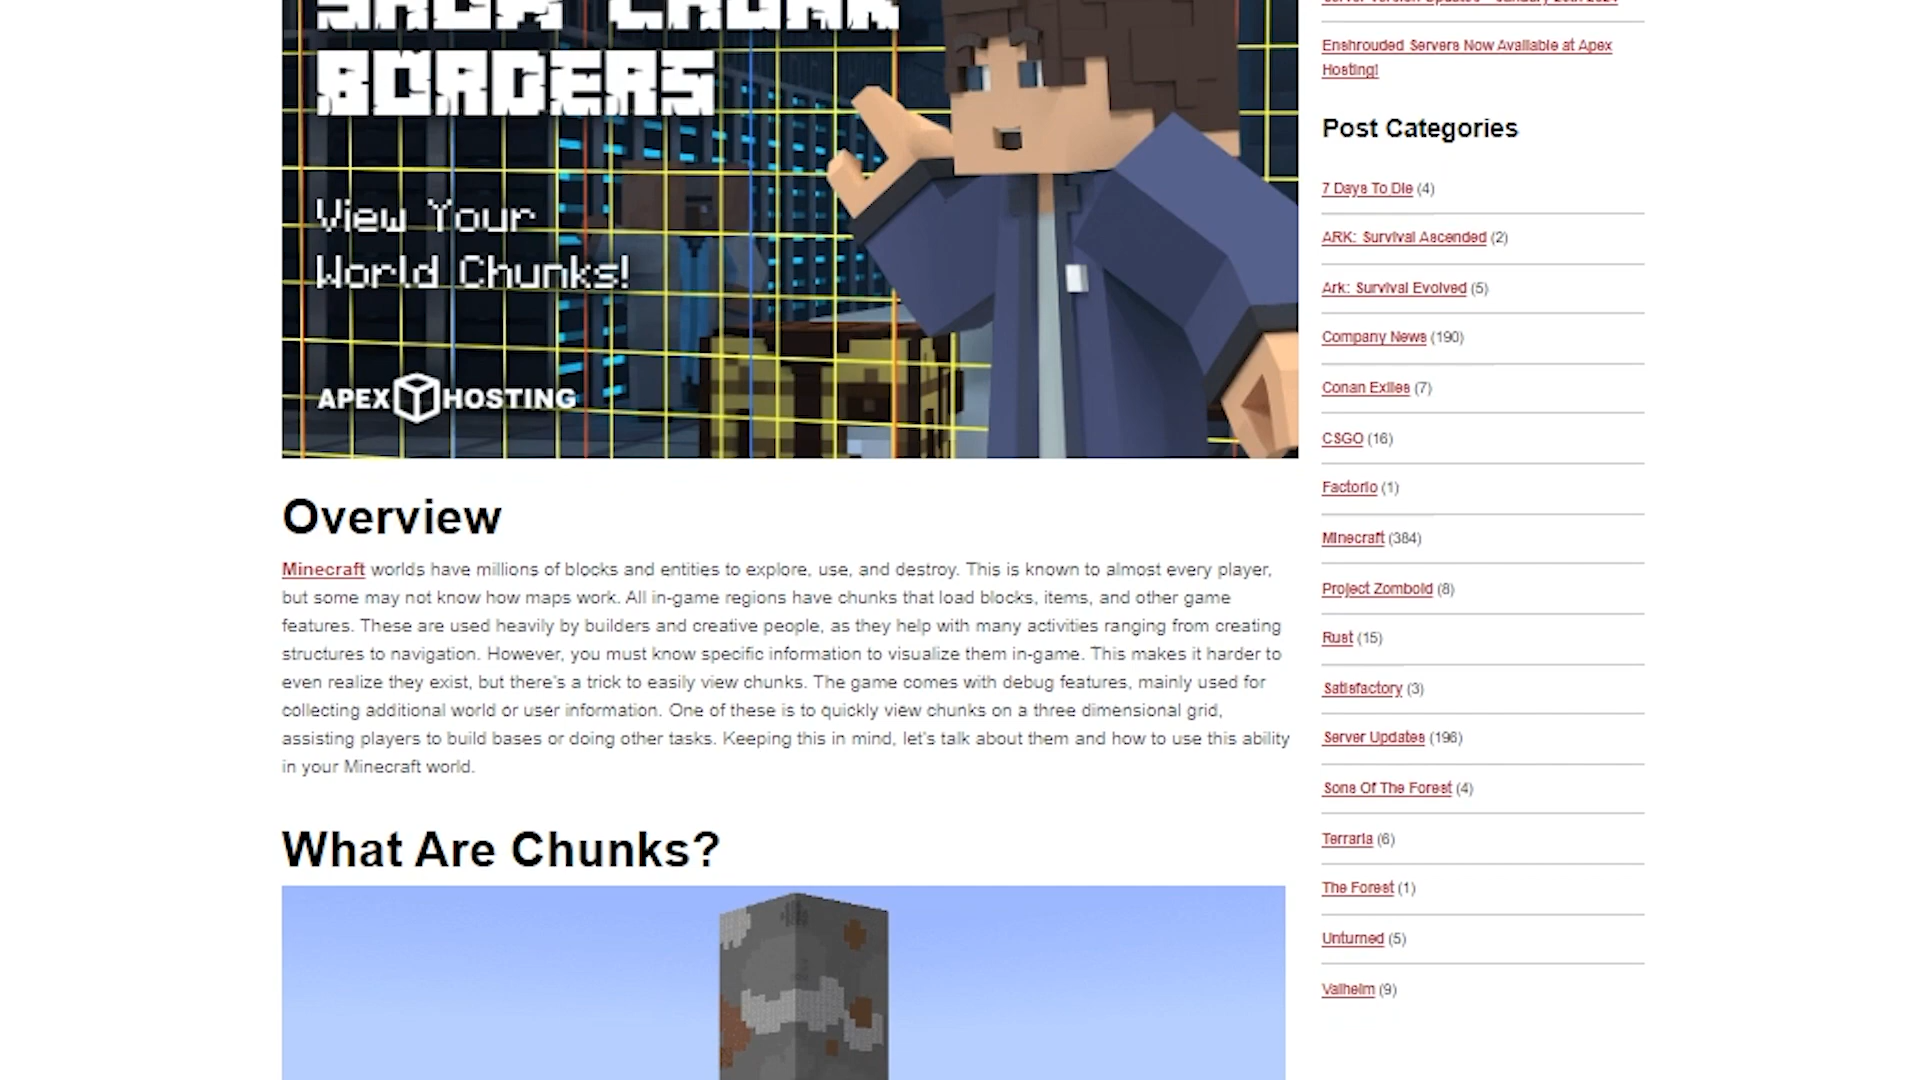 BORDERS
View Your
World Chunks!
APEX HOSTING
Overview
Minecraft worlds have millions of blocks and entities to explore, use, and destroy. This is known to almost every player,
but some may not know how maps work. All in-game regions have chunks that load blocks, items, and other game
features. These are used heavily by builders and creative people, as they help with many activities ranging from creating
structures to navigation. However, you must know specific information to visualize them in-game. This makes it harder to
even realize they exist, but there's a trick to easily view chunks. The game comes with debug features, mainly used for
collecting additional world or user information. One of these is to quickly view chunks on a three dimensional grid,
assisting players to build bases or doing other tasks. Keeping this in mind, let's talk about them and how to use this ability
in your Minecraft world.
What Are Chunks?
Enshrouded Servers Now Available at Apex
Hosting!
Post Categories
7 Days To Die (4)
ARK: Survival Ascended (2)
Ark: Survival Evolved (5)
Company News (190)
Conan Exiles (7)
CSGO (16)
Factorio (1)
Minecraft (384)
Project Zomboid (8)
Rust (15)
Satisfactory (3)
Server Updates (196)
Sons Of The Forest (4)
Terraria (6)
The Forest (1)
Unturned (5)
Valheim (9)